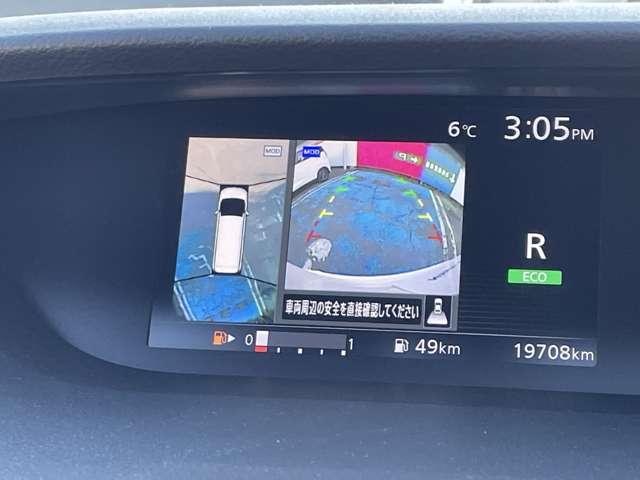 6℃ 3:05PM
MOD MOD
R
ECO
車両周辺の安全を直接確認してください
0 1 49km 19708km